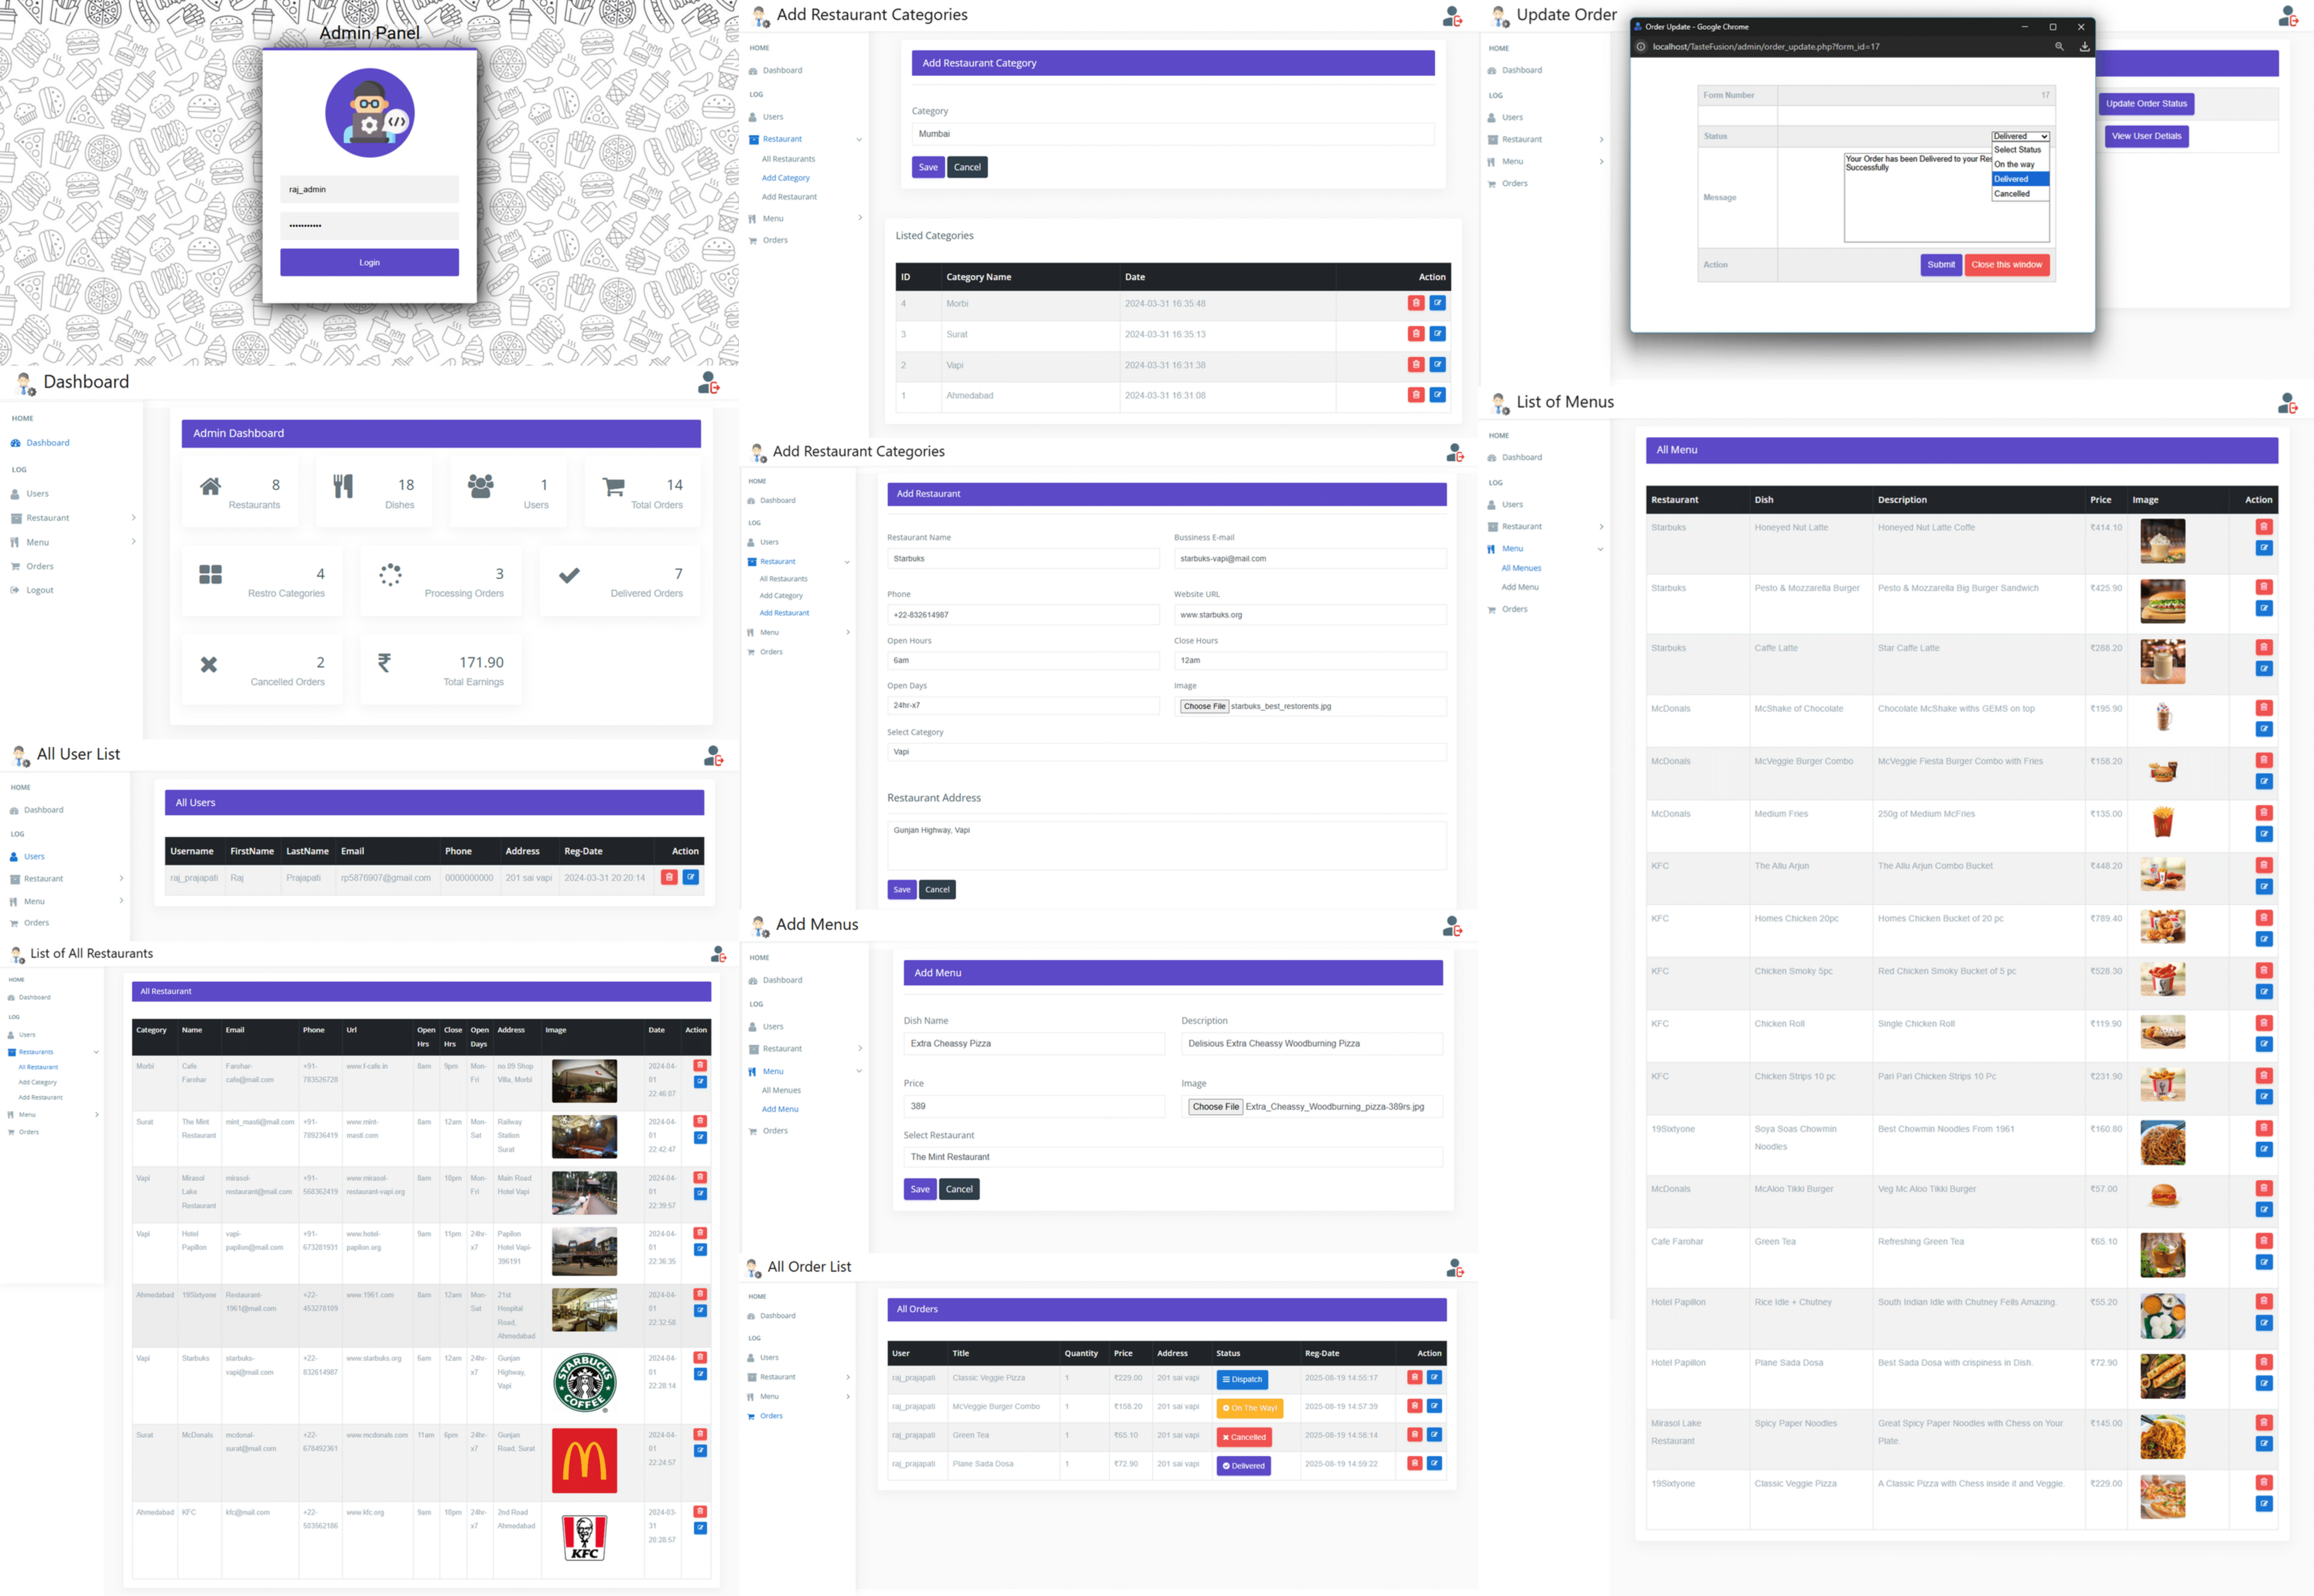 Admin Panel
raj_admin
•••••••••••
Login
Dashboard
HOME
Dashboard
LOG
Users
Restaurant
Menu
Orders
Logout
Admin Dashboard
8
Restaurants
18
Dishes
1
Users
14
Total Orders
4
Restro Categories
3
Processing Orders
7
Delivered Orders
2
Cancelled Orders
₹ 171.90
Total Earnings
All User List
HOME
Dashboard
LOG
Users
Restaurant
Menu
Orders
All Users
Username FirstName LastName Email Phone Address Reg-Date Action
raj_prajapati Raj Prajapati rp5876907@gmail.com 0000000000 201 sai vapi 2024-03-31 20:20:14
List of All Restaurants
HOME
Dashboard
LOG
Users
Restaurants
All Restaurant
Add Category
Add Restaurant
Menu
Orders
All Restaurant
Category Name Email Phone Url Open Hrs Close Hrs Open Days Address Image Date Action
Morbi Cafe Farohar Farohar-cafe@mail.com +91-783526728 www.f-cafe.in 8am 9pm Mon-Fri no.09 Shop Villa, Morbi 2024-04-01 22:46:07
Surat The Mint Restaurant mint_masti@mail.com +91-789236419 www.mint-masti.com 8am 12am Mon-Sat Railway Station Surat 2024-04-01 22:42:47
Vapi Mirasol Lake Restaurant mirasol-restaurant@mail.com +91-568362419 www.mirasol-restaurant-vapi.org 8am 10pm Mon-Fri Main Road Hotel Vapi 2024-04-01 22:39:57
Vapi Hotel Papillon vapi-papilon@mail.com +91-673281931 www.hotel-papilon.org 9am 11pm 24hr-x7 Papilon Hotel Vapi-396191 2024-04-01 22:36:35
Ahmedabad 19Sixtyone Restaurant-1961@mail.com +22-453278109 www.1961.com 8am 12am Mon-Sat 21st Hospital Road, Ahmedabad 2024-04-01 22:32:58
Vapi Starbuks starbuks-vapi@mail.com +22-832614987 www.starbuks.org 6am 12am 24hr-x7 Gunjan Highway, Vapi STARBUCKS COFFEE 2024-04-01 22:28:14
Surat McDonals mcdonal-surat@mail.com +22-678492361 www.mcdonals.com 11am 6pm 24hr-x7 Gunjan Road, Surat 2024-04-01 22:24:57
Ahmedabad KFC kfc@mail.com +22-503562186 www.kfc.org 9am 10pm 24hr-x7 2nd Road Ahmedabad KFC 2024-03-31 20:28:57
Add Restaurant Categories
HOME
Dashboard
LOG
Users
Restaurant
All Restaurants
Add Category
Add Restaurant
Menu
Orders
Add Restaurant Category
Category
Mumbai
Save Cancel
Listed Categories
ID Category Name Date Action
4 Morbi 2024-03-31 16:35:48
3 Surat 2024-03-31 16:35:13
2 Vapi 2024-03-31 16:31:38
1 Ahmedabad 2024-03-31 16:31:08
Add Restaurant Categories
HOME
Dashboard
LOG
Users
Restaurant
All Restaurants
Add Category
Add Restaurant
Menu
Orders
Add Restaurant
Restaurant Name Bussiness E-mail
Starbuks starbuks-vapi@mail.com
Phone Website URL
+22-832614987 www.starbuks.org
Open Hours Close Hours
6am 12am
Open Days Image
24hr-x7 Choose File starbuks_best_restorents.jpg
Select Category
Vapi
Restaurant Address
Gunjan Highway, Vapi
Save Cancel
Add Menus
HOME
Dashboard
LOG
Users
Restaurant
Menu
All Menues
Add Menu
Orders
Add Menu
Dish Name Description
Extra Cheassy Pizza Delisious Extra Cheassy Woodburning Pizza
Price Image
389 Choose File Extra_Cheassy_Woodburning_pizza-389rs.jpg
Select Restaurant
The Mint Restaurant
Save Cancel
All Order List
HOME
Dashboard
LOG
Users
Restaurant
Menu
Orders
All Orders
User Title Quantity Price Address Status Reg-Date Action
raj_prajapati Classic Veggie Pizza 1 ₹229.00 201 sai vapi Dispatch 2025-08-19 14:55:17
raj_prajapati McVeggie Burger Combo 1 ₹158.20 201 sai vapi On The Way! 2025-08-19 14:57:39
raj_prajapati Green Tea 1 ₹65.10 201 sai vapi Cancelled 2025-08-19 14:58:14
raj_prajapati Plane Sada Dosa 1 ₹72.90 201 sai vapi Delivered 2025-08-19 14:59:22
Update Order
HOME
Dashboard
LOG
Users
Restaurant
Menu
Orders
Order Update - Google Chrome
localhost/TasteFusion/admin/order_update.php?form_id=17
Form Number 17
Status Delivered
Select Status
On the way
Delivered
Cancelled
Message
Your Order has been Delivered to your Res
Successfully
Action Submit Close this window
Update Order Status
View User Detials
List of Menus
HOME
Dashboard
LOG
Users
Restaurant
Menu
All Menues
Add Menu
Orders
All Menu
Restaurant Dish Description Price Image Action
Starbuks Honeyed Nut Latte Honeyed Nut Latte Coffe ₹414.10
Starbuks Pesto & Mozzarella Burger Pesto & Mozzarella Big Burger Sandwich ₹425.90
Starbuks Caffe Latte Star Caffe Latte ₹288.20
McDonals McShake of Chocolate Chocolate McShake withs GEMS on top ₹195.90
McDonals McVeggie Burger Combo McVeggie Fiesta Burger Combo with Fries ₹158.20
McDonals Medium Fries 250g of Medium McFries ₹135.00
KFC The Allu Arjun The Allu Arjun Combo Bucket ₹448.20
KFC Homes Chicken 20pc Homes Chicken Bucket of 20 pc ₹789.40
KFC Chicken Smoky 5pc Red Chicken Smoky Bucket of 5 pc ₹528.30
KFC Chicken Roll Single Chicken Roll ₹119.90
KFC Chicken Strips 10 pc Pari Pari Chicken Strips 10 Pc ₹231.90
19Sixtyone Soya Soas Chowmin Noodles Best Chowmin Noodles From 1961 ₹160.80
McDonals McAloo Tikki Burger Veg Mc Aloo Tikki Burger ₹57.00
Cafe Farohar Green Tea Refreshing Green Tea ₹65.10
Hotel Papillon Rice Idle + Chutney South Indian Idle with Chutney Fells Amazing. ₹55.20
Hotel Papillon Plane Sada Dosa Best Sada Dosa with crispiness in Dish. ₹72.90
Mirasol Lake Restaurant Spicy Paper Noodles Great Spicy Paper Noodles with Chess on Your Plate. ₹145.00
19Sixtyone Classic Veggie Pizza A Classic Pizza with Chess inside it and Veggie. ₹229.00